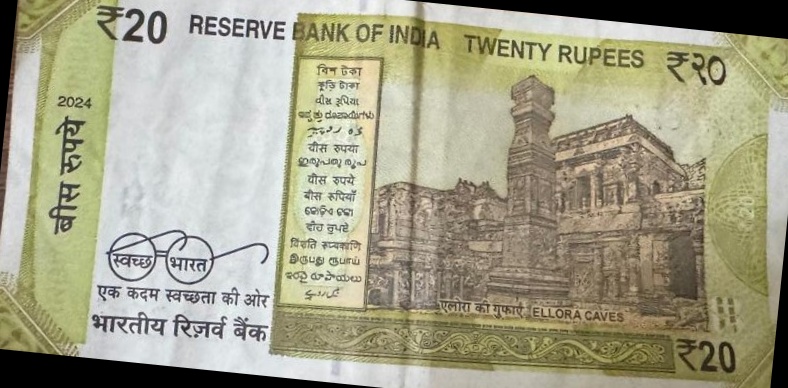 ₹20 RESERVE BANK OF INDIA TWENTY RUPEES ₹२०
2024
बीस रुपये
বিশ টকা
কুড়ি টাকা
વીસ રૂપિયા
ಇಪ್ಪತ್ತು ರೂಪಾಯಿಗಳು
वीस रुपया
ഇരുപതു രൂപ
वीस रुपये
बीस रुपियाँ
କୋଡ଼ିଏ ଟଙ୍କା
ਵੀਹ ਰੁਪਏ
विंशति रूप्यकाणि
இருபது ரூபாய்
ఇరవై రూపాయలు
स्वच्छ भारत
एक कदम स्वच्छता की ओर
भारतीय रिज़र्व बैंक
एलोरा की गुफाएँ ELLORA CAVES
₹20